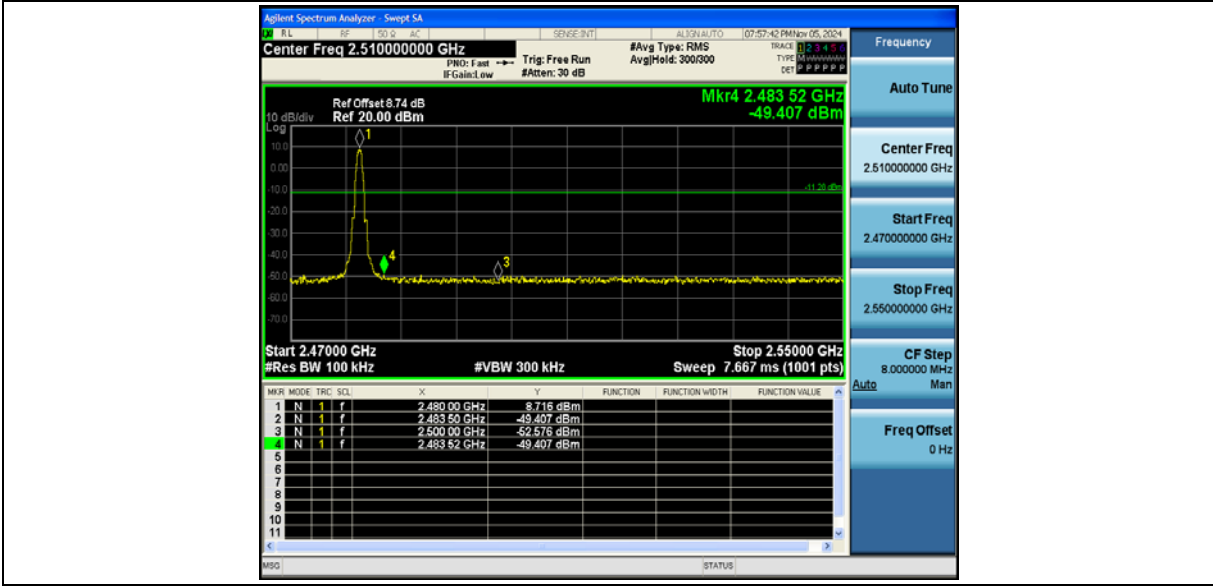 Agilent Spectrum Analyzer - Swept SA
RL RF 50 Ω AC SENSE:INT ALIGNAUTO 07:57:42 PM Nov 05, 2024
Center Freq 2.510000000 GHz
PNO: Fast
IFGain:Low
Trig: Free Run
#Atten: 30 dB
#Avg Type: RMS
Avg|Hold: 300/300
TRACE 1 2 3 4 5 6
TYPE M
DET P P P P P P
Ref Offset 8.74 dB
10 dB/div Ref 20.00 dBm
Log
Mkr4 2.483 52 GHz
-49.407 dBm
10.0
0.00
-10.0
-20.0
-30.0
-40.0
-50.0
-60.0
-70.0
1
4
3
-11.28 dBm
Start 2.47000 GHz Stop 2.55000 GHz
#Res BW 100 kHz #VBW 300 kHz Sweep 7.667 ms (1001 pts)
MKR MODE TRC SCL X Y FUNCTION FUNCTION WIDTH FUNCTION VALUE
1 N 1 f 2.480 00 GHz 8.716 dBm
2 N 1 f 2.483 50 GHz -49.407 dBm
3 N 1 f 2.500 00 GHz -52.576 dBm
4 N 1 f 2.483 52 GHz -49.407 dBm
5
6
7
8
9
10
11
MSG STATUS
Frequency
Auto Tune
Center Freq
2.510000000 GHz
Start Freq
2.470000000 GHz
Stop Freq
2.550000000 GHz
CF Step
8.000000 MHz
Auto Man
Freq Offset
0 Hz